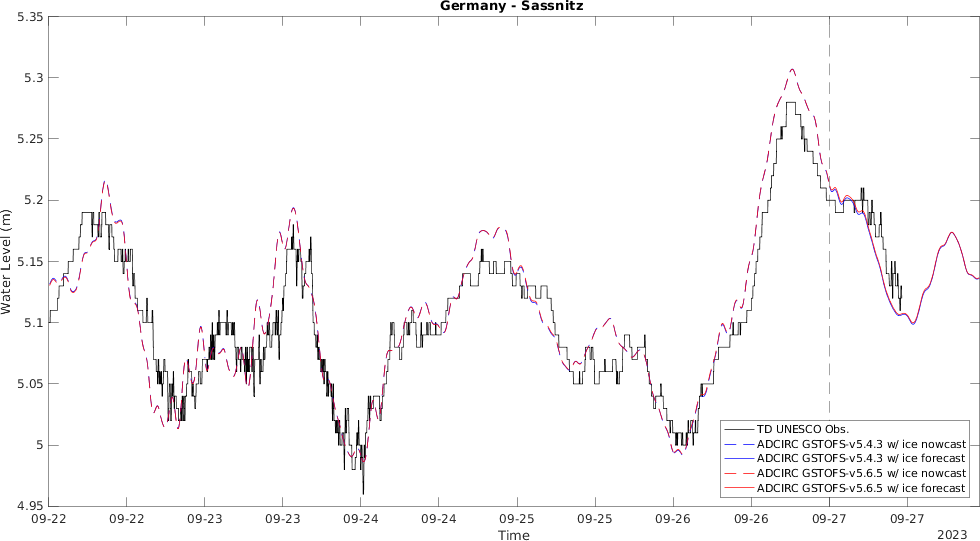 Germany - Sassnitz
5.35
5.3
5.25
5.2
5.15
5.1
5.05
5
4.95
Water Level (m)
09-22 09-22 09-23 09-23 09-24 09-24 09-25 09-25 09-26 09-26 09-27 09-27
Time
2023
TD UNESCO Obs.
ADCIRC GSTOFS-v5.4.3 w/ ice nowcast
ADCIRC GSTOFS-v5.4.3 w/ ice forecast
ADCIRC GSTOFS-v5.6.5 w/ ice nowcast
ADCIRC GSTOFS-v5.6.5 w/ ice forecast